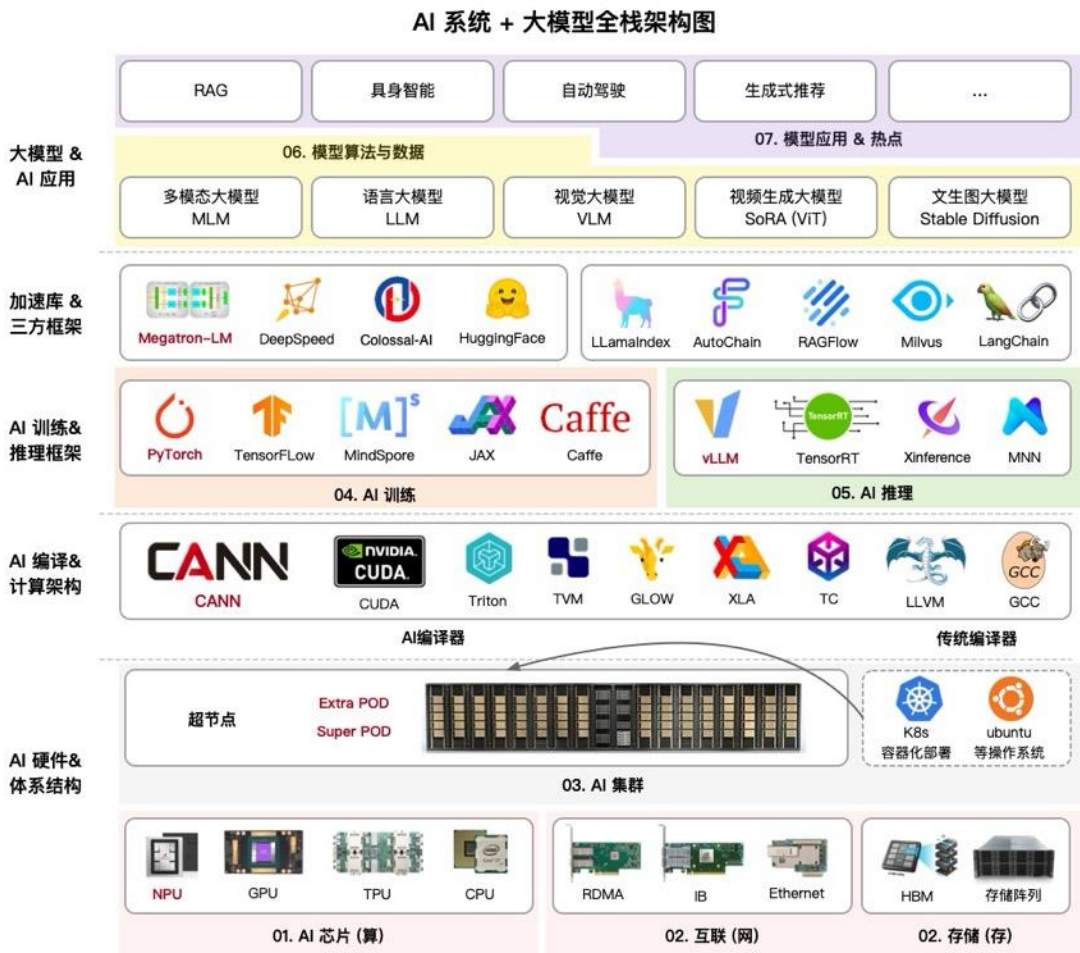 AI 系统 + 大模型全栈架构图
大模型 &
AI 应用
RAG
具身智能
自动驾驶
生成式推荐
...
06. 模型算法与数据
07. 模型应用 & 热点
多模态大模型
MLM
语言大模型
LLM
视觉大模型
VLM
视频生成大模型
SoRA (ViT)
文生图大模型
Stable Diffusion
加速库 &
三方框架
Megatron-LM
DeepSpeed
Colossal-AI
HuggingFace
LLamaIndex
AutoChain
RAGFlow
Milvus
LangChain
AI 训练&
推理框架
PyTorch
TensorFLow
[M]s
MindSpore
JAX
JAX
Caffe
Caffe
04. AI 训练
vLLM
TensorRT
TensorRT
Xinference
MNN
05. AI 推理
AI 编译&
计算架构
CANN
CANN
NVIDIA.
CUDA.
CUDA
Triton
TVM
GLOW
XLA
TC
LLVM
GCC
GCC
AI编译器
传统编译器
AI 硬件&
体系结构
超节点
Extra POD
Super POD
K8s
容器化部署
ubuntu
等操作系统
03. AI 集群
NPU
GPU
TPU
CPU
01. AI 芯片 (算)
RDMA
IB
Ethernet
02. 互联 (网)
HBM
存储阵列
02. 存储 (存)